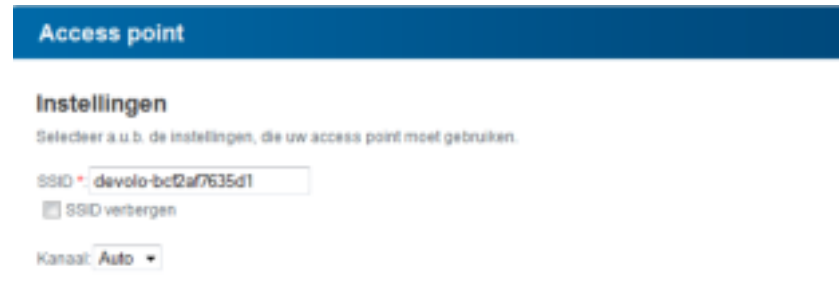 Access point
Instellingen
Selecteer a.u.b. de instellingen, die uw access point moet gebruiken.
SSID *: devolo-bcf2af7635d1
SSID verbergen
Kanaal: Auto